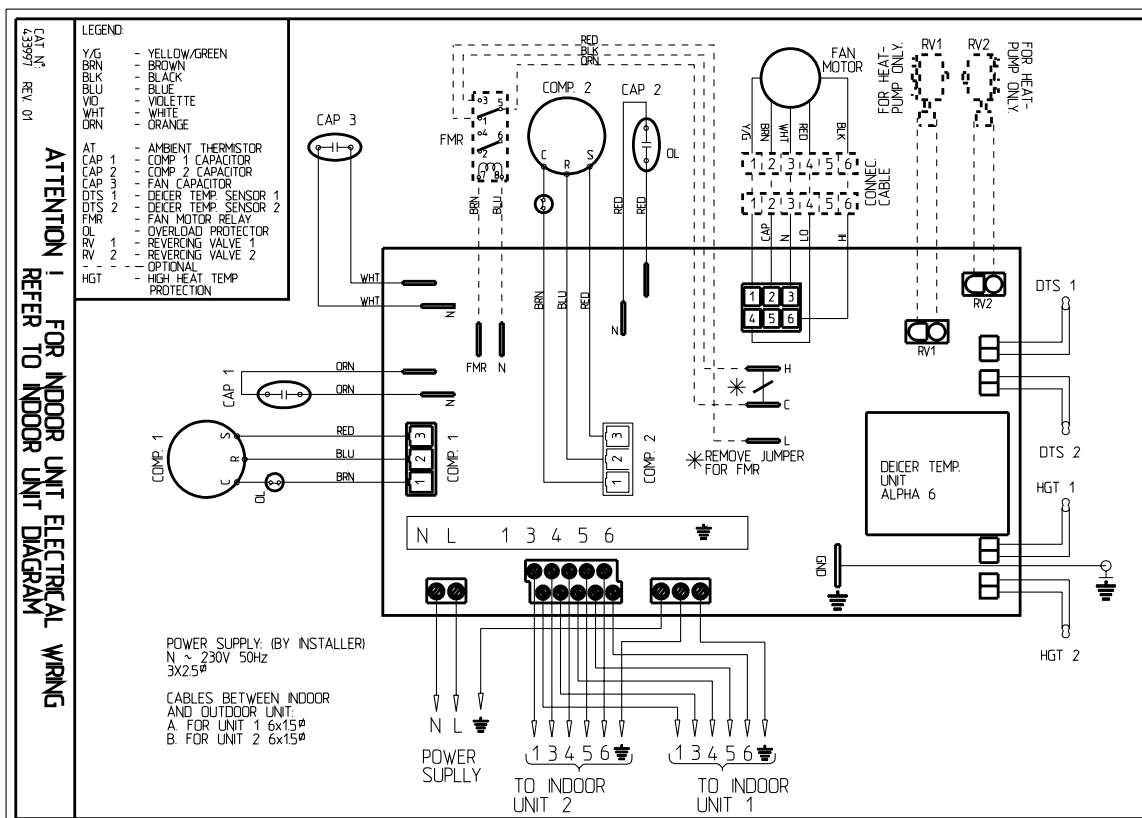 CAT. Nº.
433997 REV. 01
ATTENTION ! FOR INDOOR UNIT ELECTRICAL WIRING
REFER TO INDOOR UNIT DIAGRAM
LEGEND:
Y/G - YELLOW/GREEN
BRN - BROWN
BLK - BLACK
BLU - BLUE
VIO - VIOLETTE
WHT - WHITE
ORN - ORANGE
AT - AMBIENT THERMISTOR
CAP 1 - COMP 1 CAPACITOR
CAP 2 - COMP 2 CAPACITOR
CAP 3 - FAN CAPACITOR
DTS 1 - DEICER TEMP. SENSOR 1
DTS 2 - DEICER TEMP. SENSOR 2
FMR - FAN MOTOR RELAY
OL - OVERLOAD PROTECTOR
RV 1 - REVERCING VALVE 1
RV 2 - REVERCING VALVE 2
- - - - - OPTIONAL
HGT - HIGH HEAT TEMP
PROTECTION
RED
BLK
ORN
CAP 3
FMR
3
5
1
4
6
2
7
8
BRN
BLU
COMP. 2
C
R
S
CAP 2
OL
RED
RED
FAN
MOTOR
Y/G
BRN
WHT
RED
BLK
1 2 3 4 5 6
1 2 3 4 5 6
CONNEC.
CABLE
CAP
N
LO
HI
FOR HEAT-
PUMP ONLY.
RV1
RV2
FOR HEAT-
PUMP ONLY.
WHT
WHT
N
FMR N
BRN
BLU
RED
N
1 2 3
4 5 6
RV1
RV2
DTS 1
DTS 2
CAP 1
ORN
ORN
N
COMP. 1
S
R
C
OL
RED
BLU
BRN
3
2
1
COMP. 1
3
2
1
COMP. 2
H
C
L
* REMOVE JUMPER
FOR FMR
DEICER TEMP.
UNIT
ALPHA 6
HGT 1
HGT 2
GND
N L 1 3 4 5 6
POWER SUPPLY: (BY INSTALLER)
N ~ 230V 50Hz
3X2.5
CABLES BETWEEN INDOOR
AND OUTDOOR UNIT:
A. FOR UNIT 1 6x1.5
B. FOR UNIT 2 6x1.5
N L
POWER
SUPLLY
1 3 4 5 6
TO INDOOR
UNIT 2
1 3 4 5 6
TO INDOOR
UNIT 1